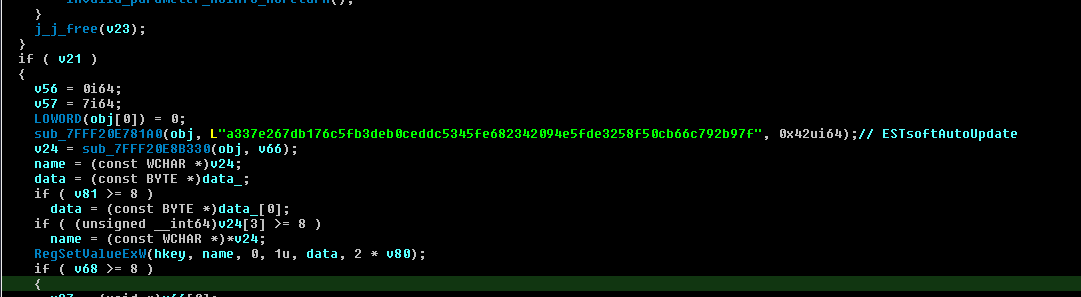 }
j_j_free(v23);
}
if ( v21 )
{
v56 = 0i64;
v57 = 7i64;
LOWORD(obj[0]) = 0;
sub_7FFF20E781A0(obj, L"a337e267db176c5fb3deb0ceddc5345fe682342094e5fde3258f50cb66c792b97f", 0x42ui64);// ESTsoftAutoUpdate
v24 = sub_7FFF20E8B330(obj, v66);
name = (const WCHAR *)v24;
data = (const BYTE *)data_;
if ( v81 >= 8 )
data = (const BYTE *)data_[0];
if ( (unsigned __int64)v24[3] >= 8 )
name = (const WCHAR *)*v24;
RegSetValueExW(hkey, name, 0, 1u, data, 2 * v80);
if ( v68 >= 8 )
{